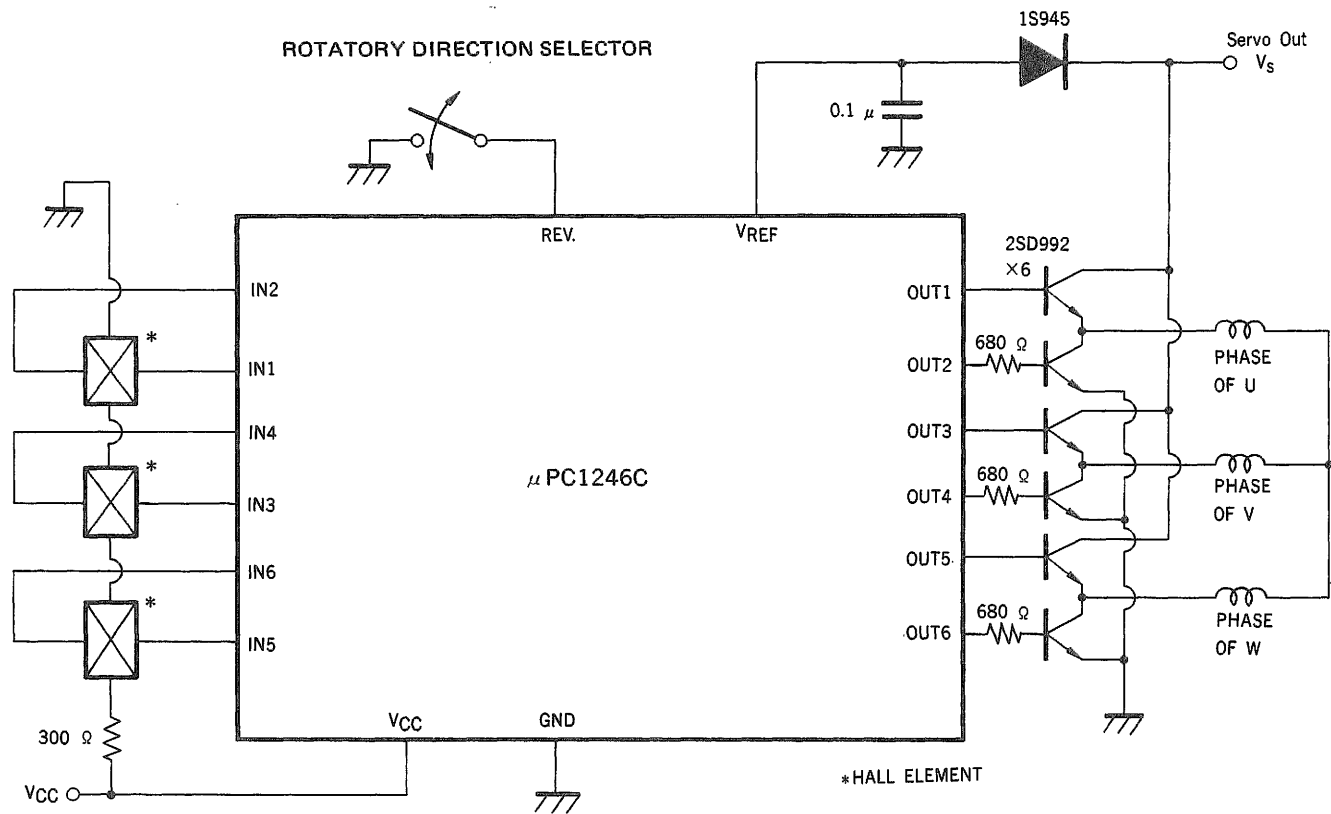 1S945
ROTATORY DIRECTION SELECTOR
Servo Out
VS
0.1 μ
REV.
VREF
2SD992
×6
IN2
OUT1
*
680 Ω
IN1
OUT2
PHASE
OF U
IN4
OUT3
*
μPC1246C
680 Ω
IN3
OUT4
PHASE
OF V
IN6
OUT5
*
680 Ω
IN5
OUT6
PHASE
OF W
300 Ω
VCC
GND
*HALL ELEMENT
VCC